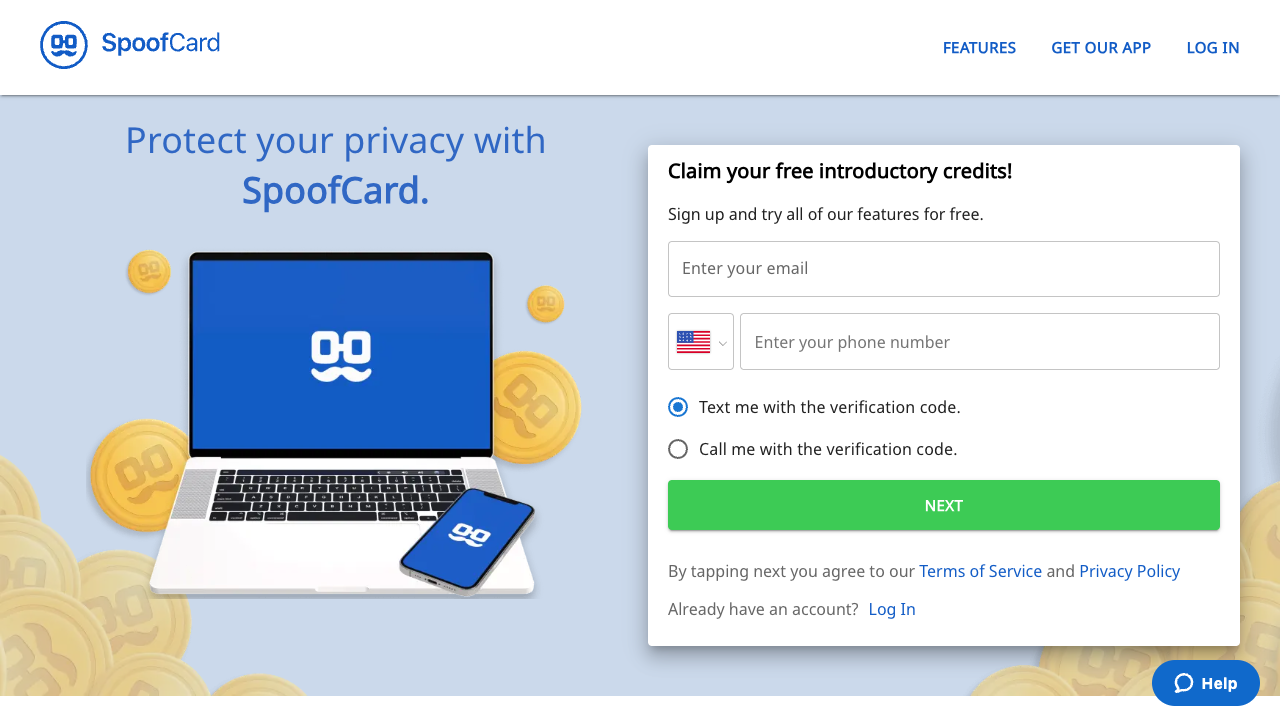 SpoofCard
FEATURES
GET OUR APP
LOG IN
Protect your privacy with
SpoofCard.
Claim your free introductory credits!
Sign up and try all of our features for free.
Enter your email
Enter your phone number
Text me with the verification code.
Call me with the verification code.
NEXT
By tapping next you agree to our Terms of Service and Privacy Policy
Already have an account? Log In
Help